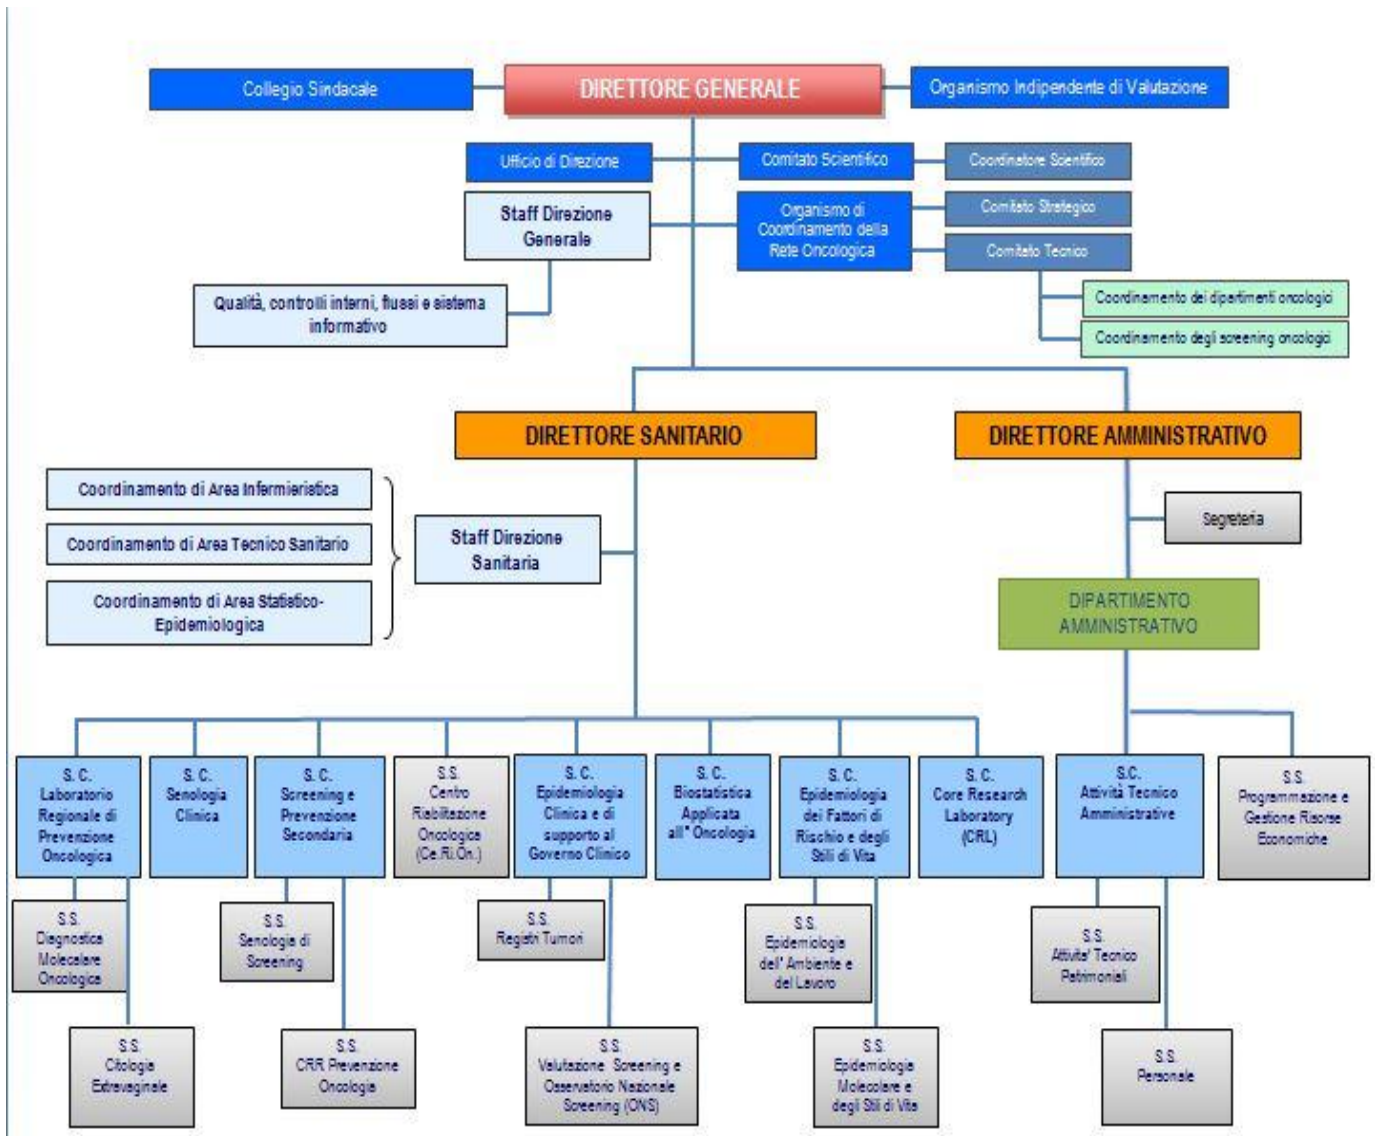 Collegio Sindacale
DIRETTORE GENERALE
Organismo Indipendente di Valutazione
Ufficio di Direzione
Comitato Scientifico
Coordinatore Scientifico
Staff Direzione
Generale
Organismo di
Coordinamento della
Rete Oncologica
Comitato Strategico
Comitato Tecnico
Qualità, controlli interni, flussi e sistema
informativo
Coordinamento dei dipartimenti oncologici
Coordinamento degli screening oncologici
DIRETTORE SANITARIO
DIRETTORE AMMINISTRATIVO
Coordinamento di Area Infermieristica
Coordinamento di Area Tecnico Sanitario
Coordinamento di Area Statistico-
Epidemiologica
Staff Direzione
Sanitaria
Segreteria
DIPARTIMENTO
AMMINISTRATIVO
S. C.
Laboratorio
Regionale di
Prevenzione
Oncologica
S. C.
Senologia
Clinica
S. C.
Screening e
Prevenzione
Secondaria
S.S.
Centro
Riabilitazione
Oncologica
(Ce.Ri.On.)
S. C.
Epidemiologia
Clinica e di
supporto al
Governo Clinico
S. C.
Biostatistica
Applicata
all" Oncologia
S. C.
Epidemiologia
dei Fattori di
Rischio e degli
Stili di Vita
S. C.
Core Research
Laboratory
(CRL)
S.C.
Attività Tecnico
Amministrative
S.S.
Programmazione e
Gestione Risorse
Economiche
S.S.
Diagnostica
Molecolare
Oncologica
S.S.
Senologia di
Screening
S.S.
Registri Tumori
S.S.
Epidemiologia
dell' Ambiente e
del Lavoro
S.S.
Attivita' Tecnico
Patrimoniali
S.S.
Citologia
Extravaginale
S.S.
CRR Prevenzione
Oncologia
S.S.
Valutazione Screening e
Osservatorio Nazionale
Screening (ONS)
S.S.
Epidemiologia
Molecolare e
degli Stili di Vita
S.S.
Personale